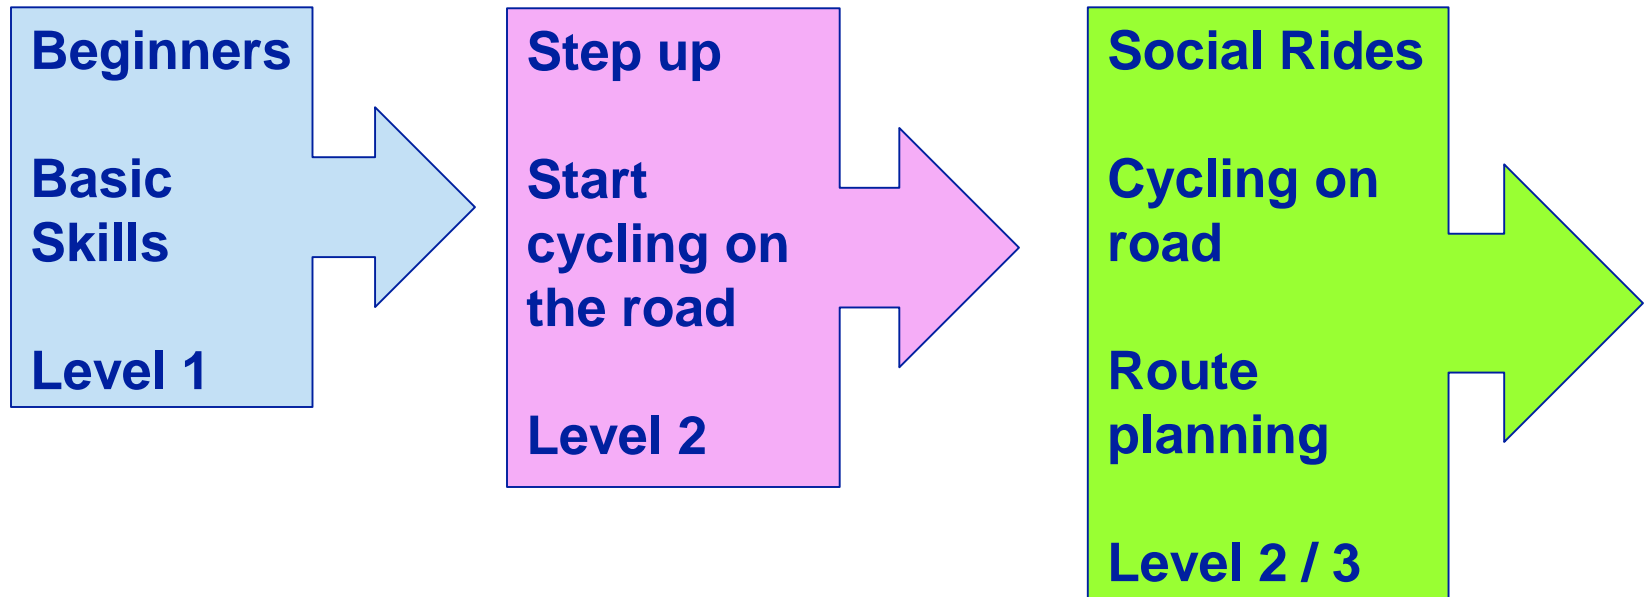 Beginners
Basic
Skills
Level 1
Step up
Start
cycling on
the road
Level 2
Social Rides
Cycling on
road
Route
planning
Level 2 / 3